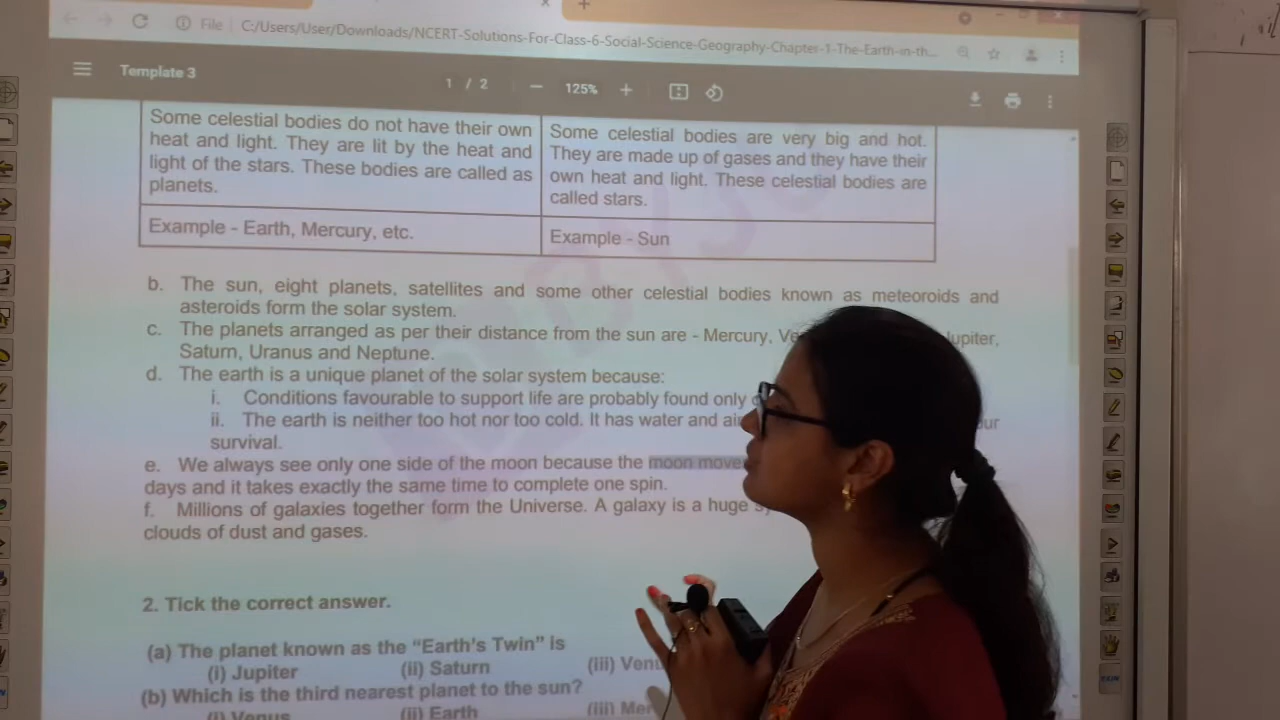 File | C:/Users/User/Downloads/NCERT-Solutions-For-Class-6-Social-Science-Geography-Chapter-1-The-Earth-in-th...
Template 3
1 / 2
125%
Some celestial bodies do not have their own
heat and light. They are lit by the heat and
light of the stars. These bodies are called as
planets.
Some celestial bodies are very big and hot.
They are made up of gases and they have their
own heat and light. These celestial bodies are
called stars.
Example - Earth, Mercury, etc.
Example - Sun
b. The sun, eight planets, satellites and some other celestial bodies known as meteoroids and
asteroids form the solar system.
c. The planets arranged as per their distance from the sun are - Mercury, Jupiter,
Saturn, Uranus and Neptune.
d. The earth is a unique planet of the solar system because:
i. Conditions favourable to support life are probably found only
ii. The earth is neither too hot nor too cold. It has water and
survival.
e. We always see only one side of the moon because the moon
days and it takes exactly the same time to complete one spin.
f. Millions of galaxies together form the Universe. A galaxy is a huge
clouds of dust and gases.
2. Tick the correct answer.
(a) The planet known as the “Earth’s Twin” is
(i) Jupiter (ii) Saturn (iii)
(b) Which is the third nearest planet to the sun?
(i) Venus (ii) Earth (iii)